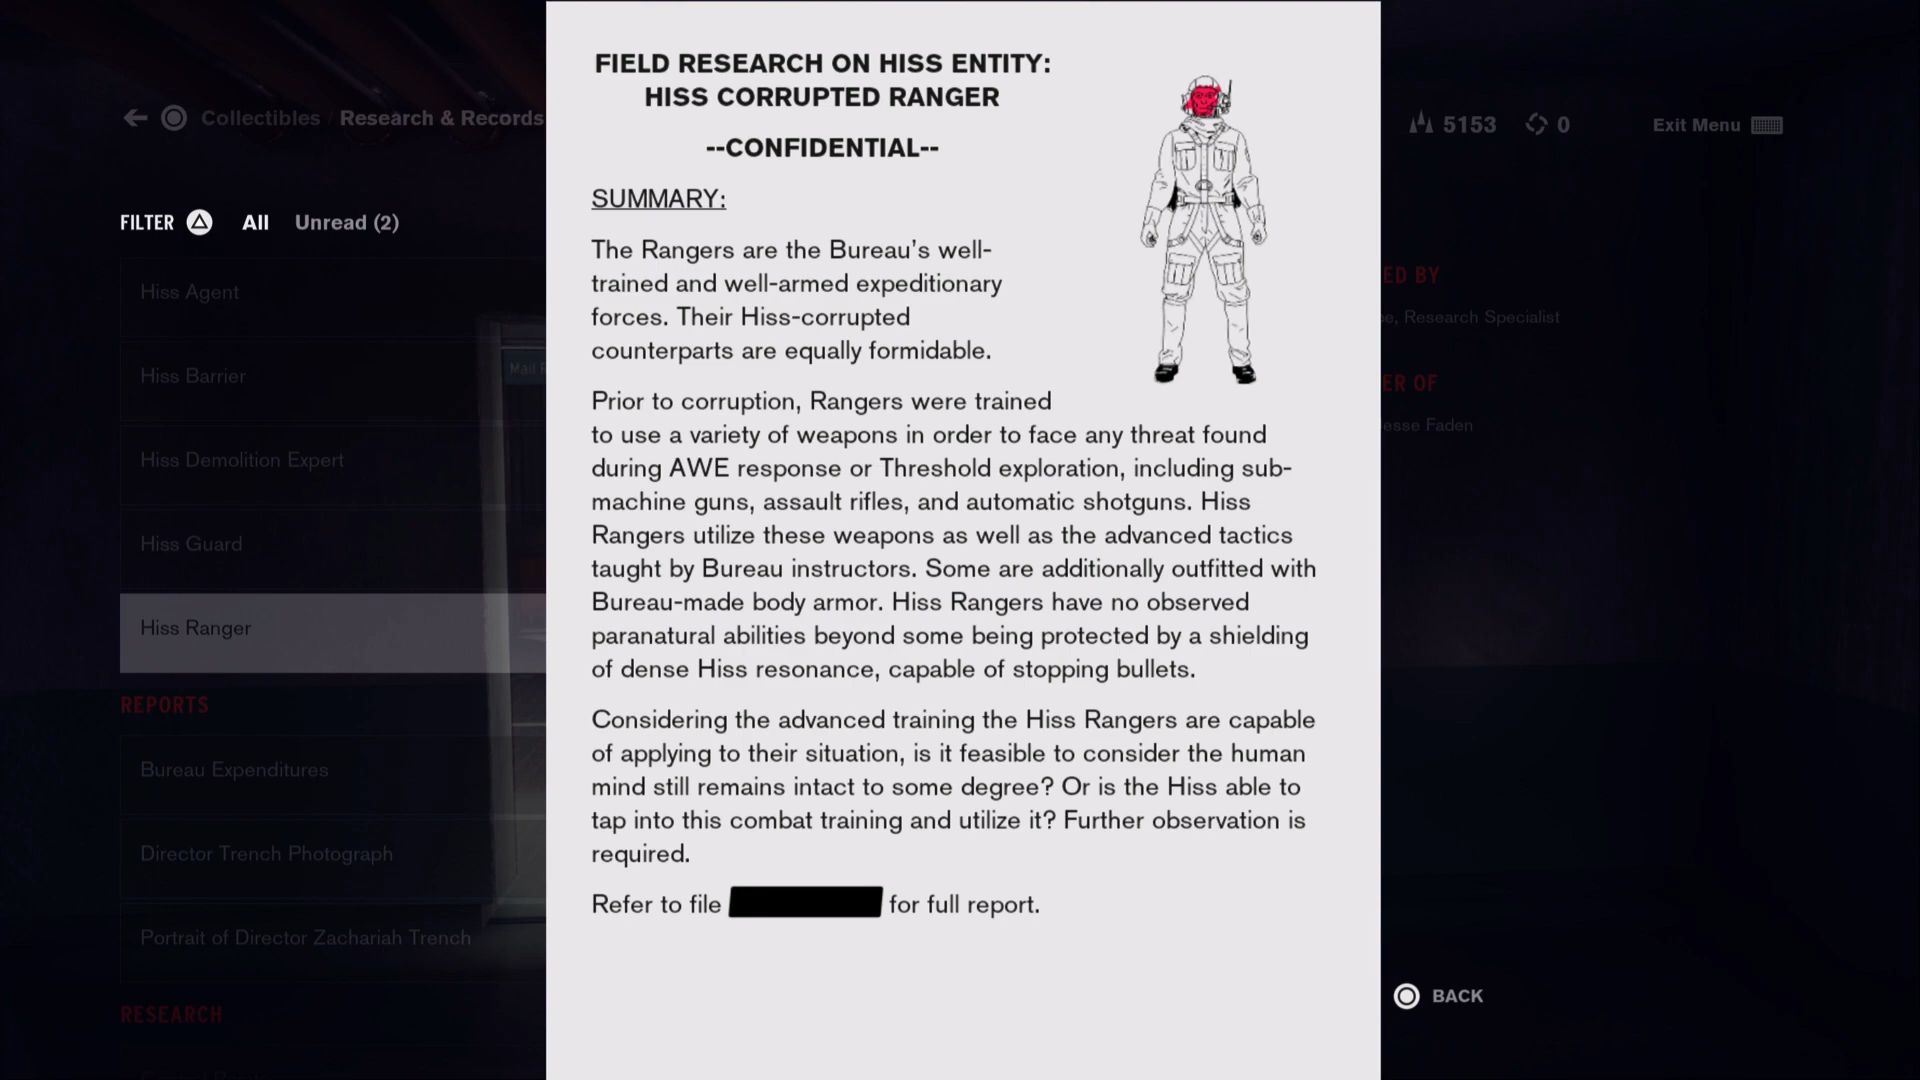 Collectibles / Research & Records
5153
0
Exit Menu
FILTER All Unread (2)
Hiss Agent
Hiss Barrier
Hiss Demolition Expert
Hiss Guard
Hiss Ranger
REPORTS
Bureau Expenditures
Director Trench Photograph
Portrait of Director Zachariah Trench
RESEARCH
Mail
FIELD RESEARCH ON HISS ENTITY:
HISS CORRUPTED RANGER
--CONFIDENTIAL--
SUMMARY:
The Rangers are the Bureau's well-
trained and well-armed expeditionary
forces. Their Hiss-corrupted
counterparts are equally formidable.
Prior to corruption, Rangers were trained
to use a variety of weapons in order to face any threat found
during AWE response or Threshold exploration, including sub-
machine guns, assault rifles, and automatic shotguns. Hiss
Rangers utilize these weapons as well as the advanced tactics
taught by Bureau instructors. Some are additionally outfitted with
Bureau-made body armor. Hiss Rangers have no observed
paranatural abilities beyond some being protected by a shielding
of dense Hiss resonance, capable of stopping bullets.
Considering the advanced training the Hiss Rangers are capable
of applying to their situation, is it feasible to consider the human
mind still remains intact to some degree? Or is the Hiss able to
tap into this combat training and utilize it? Further observation is
required.
Refer to file for full report.
ED BY
e, Research Specialist
ER OF
esse Faden
BACK